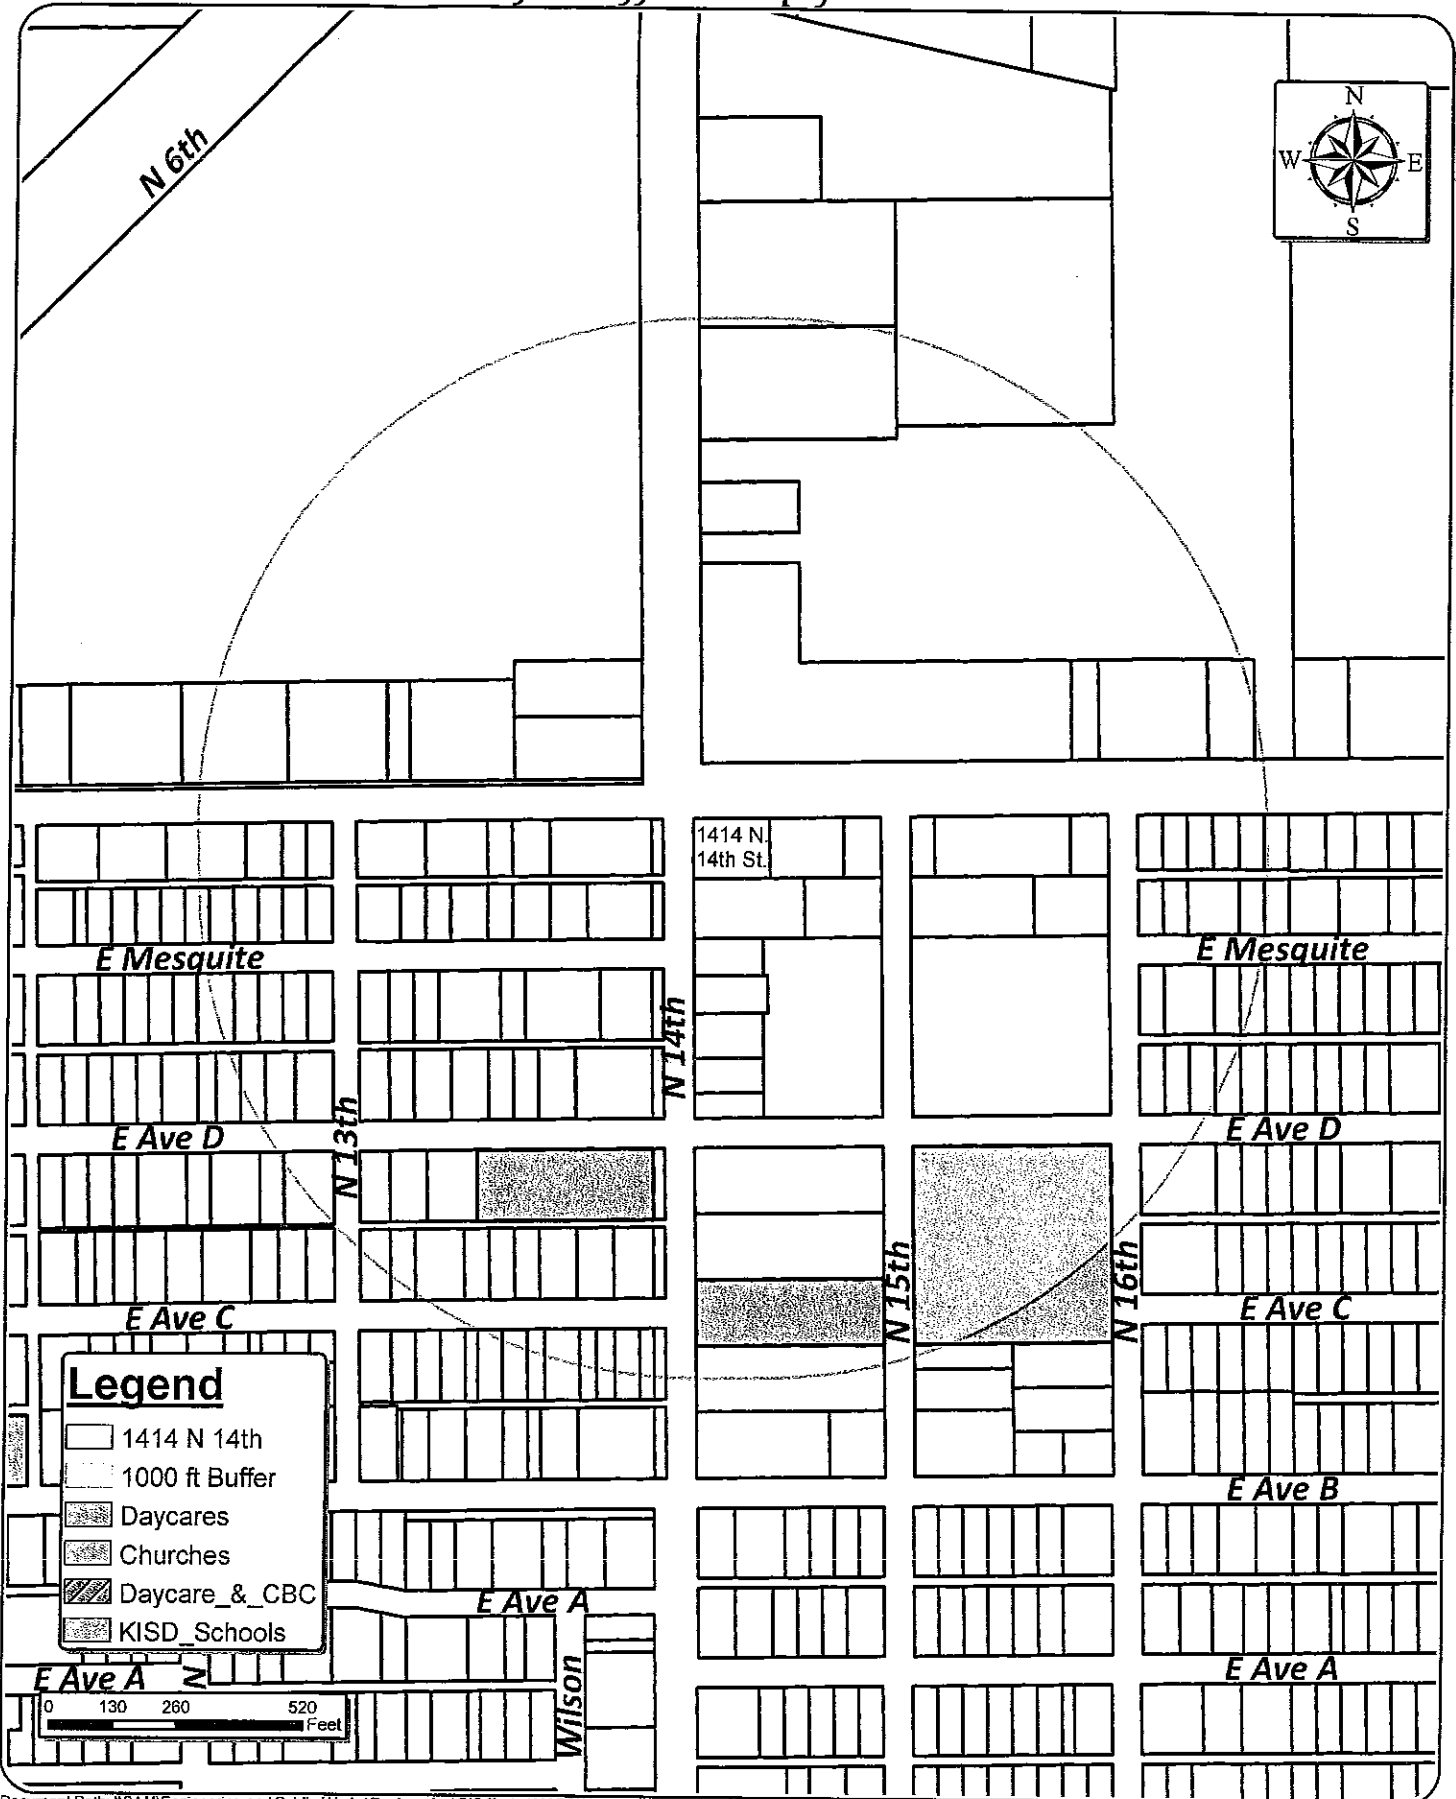 N 6th
N
W E
S
1414 N.
14th St.
E Mesquite
E Mesquite
N 14th
E Ave D
N 13th
E Ave D
N 15th
N 16th
E Ave C
E Ave C
Legend
1414 N 14th
1000 ft Buffer
Daycares
Churches
Daycare_&_CBC
KISD_Schools
E Ave B
E Ave A
E Ave A
N
E Ave A
Wilson
0 130 260 520
Feet